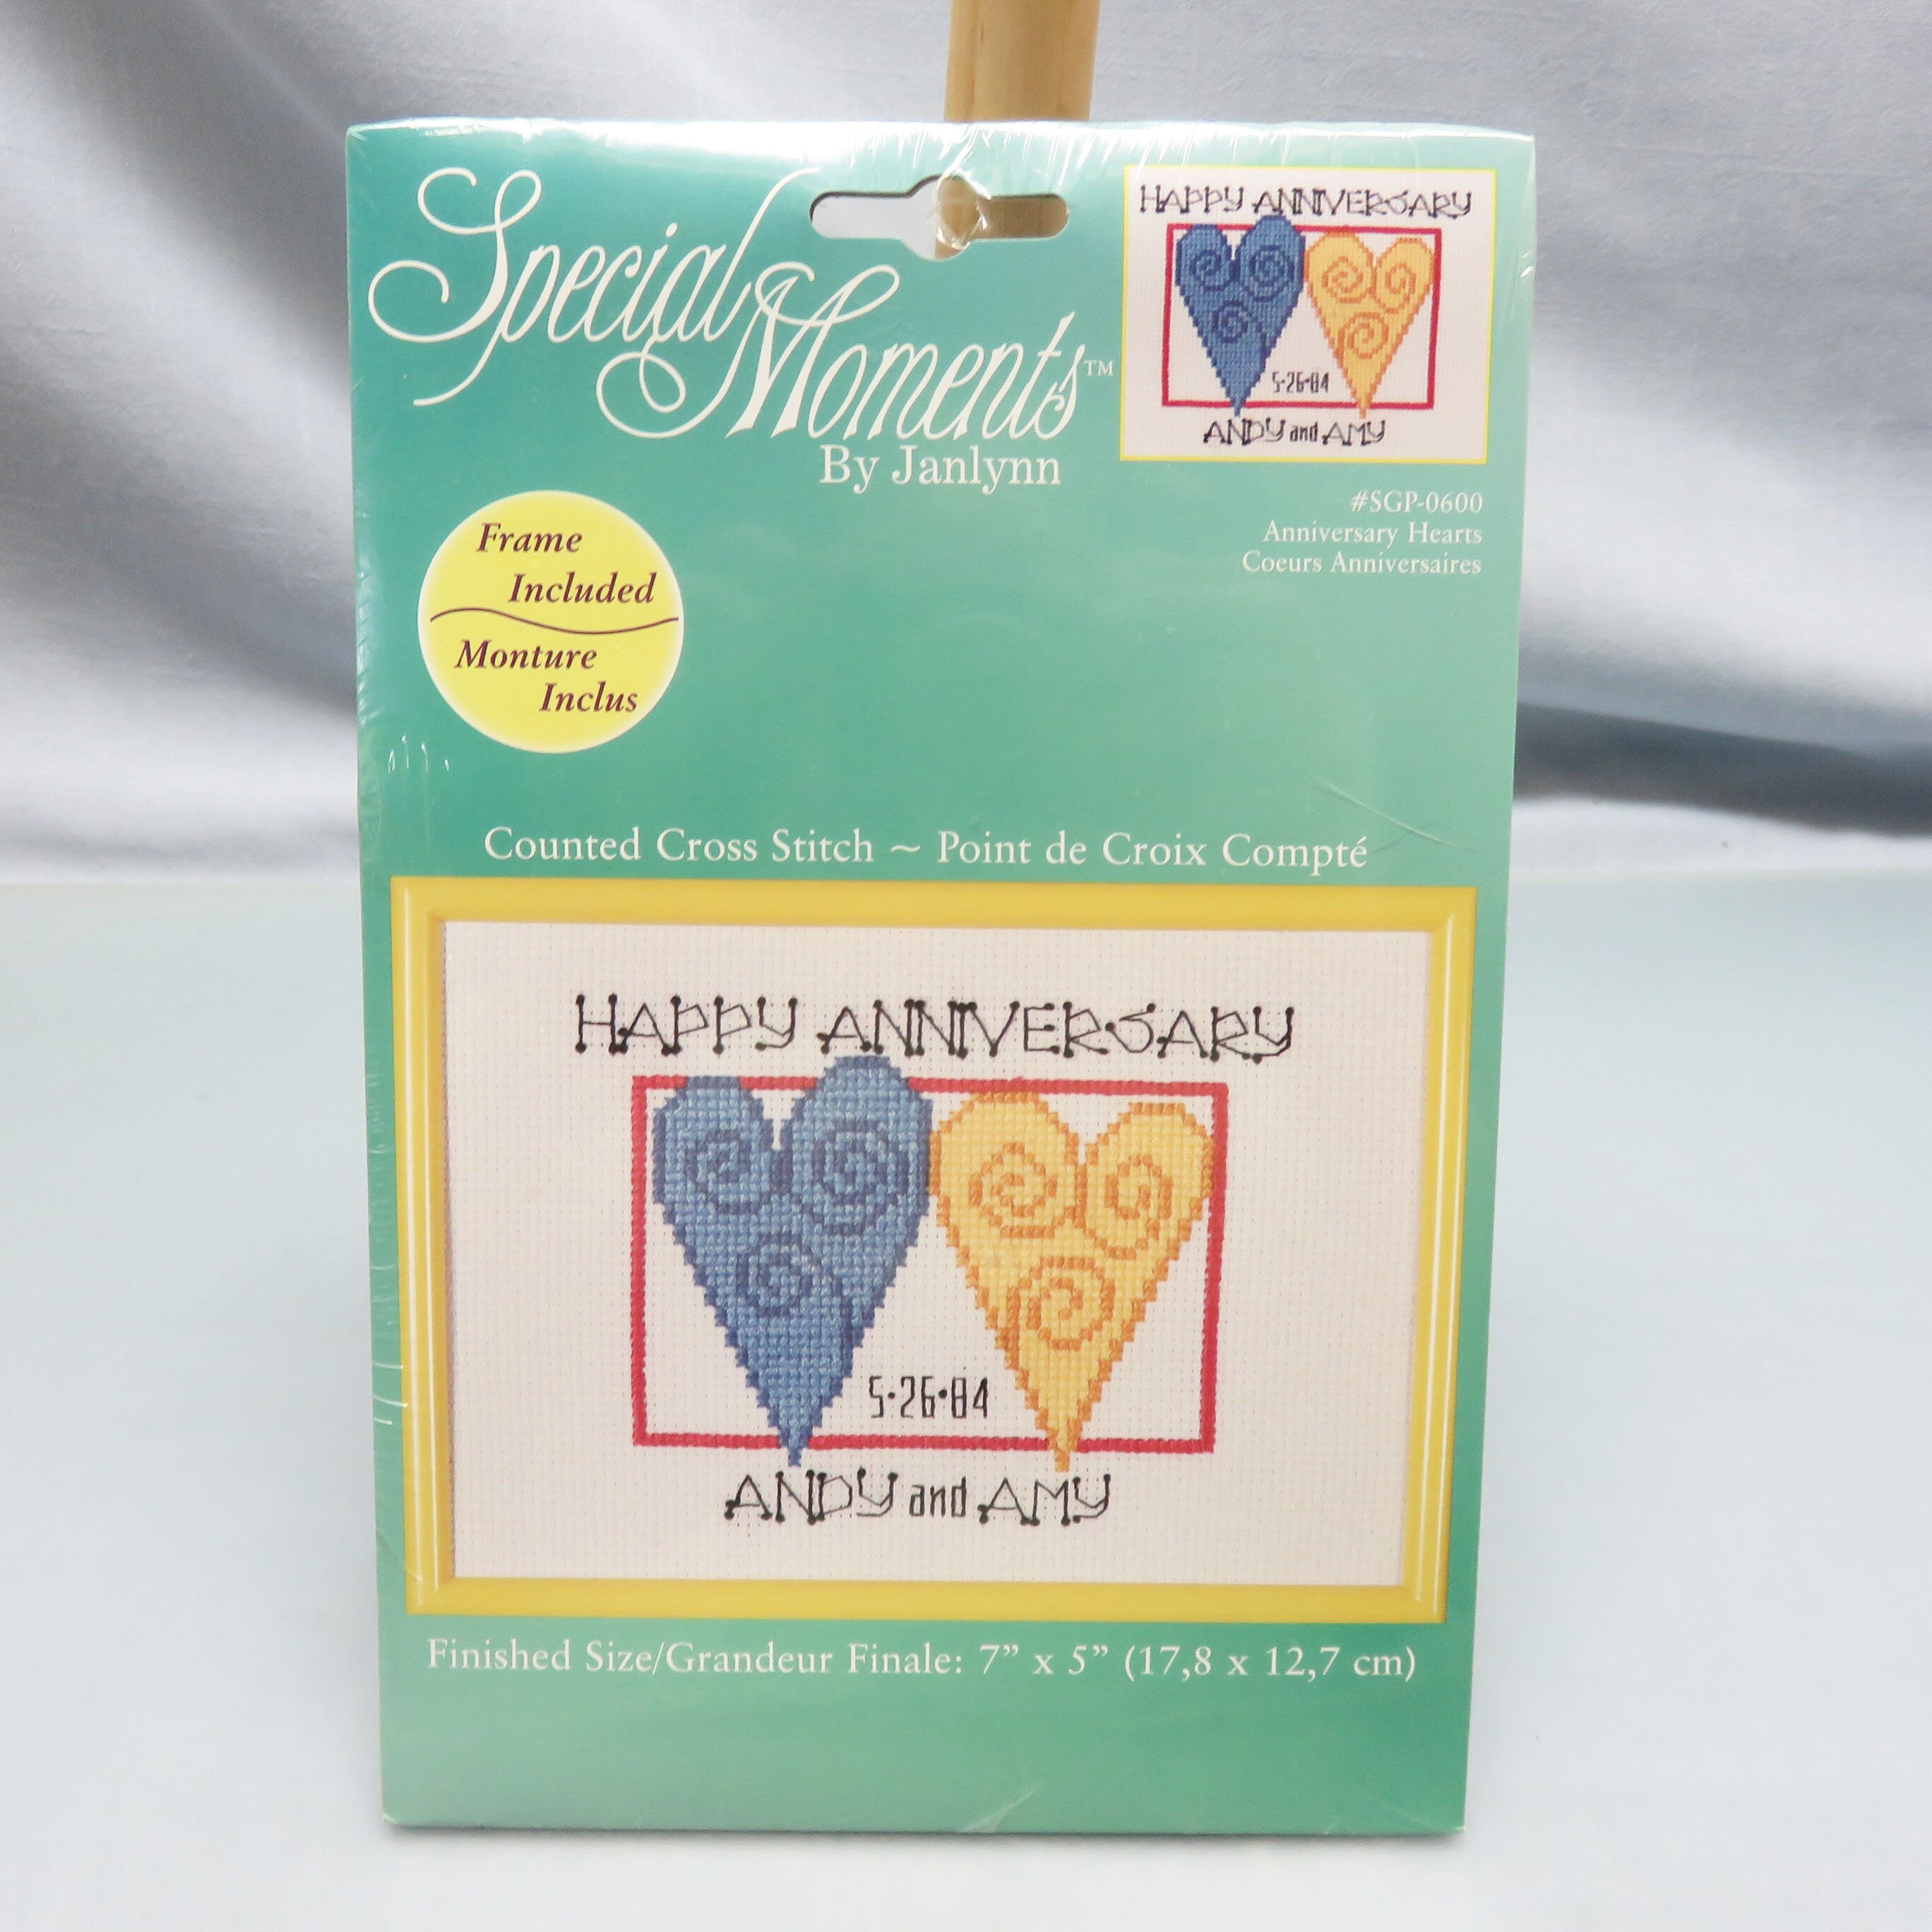 Special
Moments™
By Janlynn
HAPPY ANNIVERSARY
5·26·84
ANDY and AMY
#SGP-0600
Anniversary Hearts
Coeurs Anniversaires
Frame
Included
Monture
Inclus
Counted Cross Stitch ~ Point de Croix Compté
HAPPY ANNIVERSARY
5·26·84
ANDY and AMY
Finished Size/Grandeur Finale: 7” x 5” (17,8 x 12,7 cm)